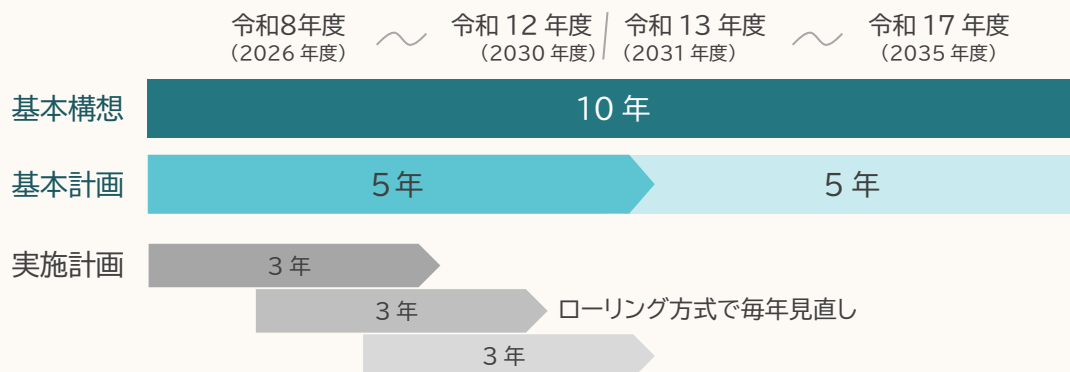 令和8年度 令和 12 年度 令和 13 年度 令和 17 年度
(2026 年度) (2030 年度) (2031 年度) (2035 年度)
基本構想 10 年
基本計画 5 年 5 年
実施計画 3 年
3 年 ローリング方式で毎年見直し
3 年